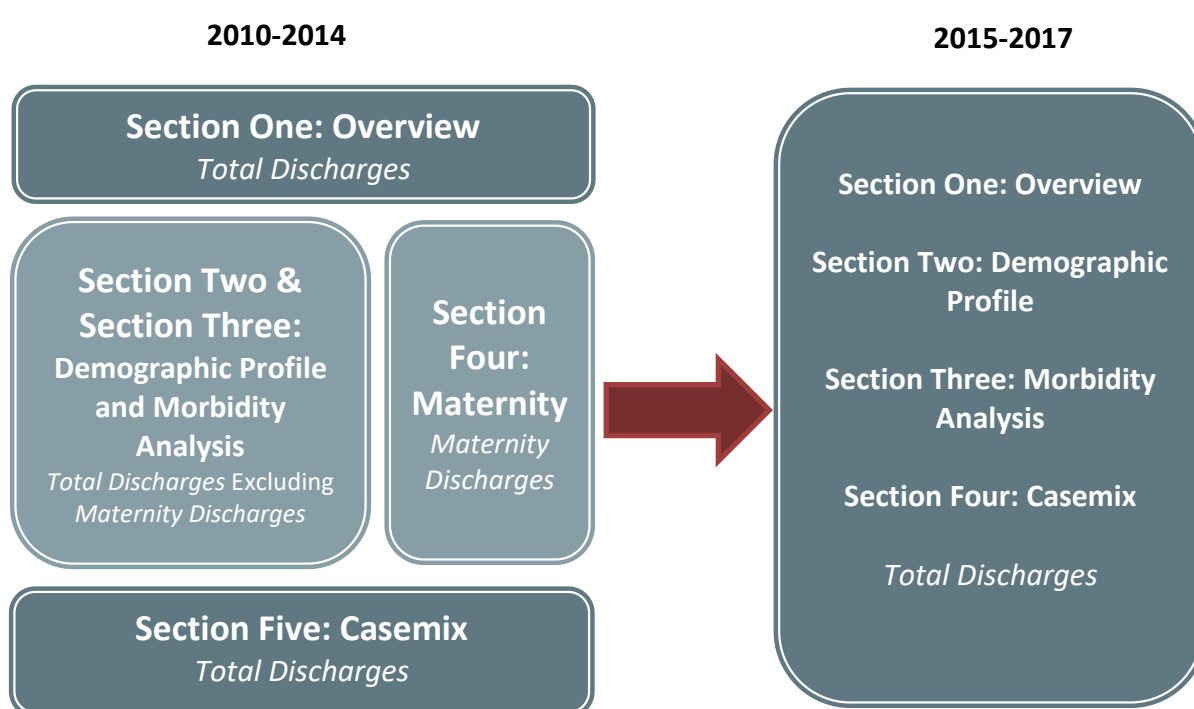 2010-2014
Section One: Overview
Total Discharges
Section Two &
Section Three:
Demographic Profile
and Morbidity
Analysis
Total Discharges Excluding
Maternity Discharges
Section
Four:
Maternity
Maternity
Discharges
Section Five: Casemix
Total Discharges
2015-2017
Section One: Overview
Section Two: Demographic
Profile
Section Three: Morbidity
Analysis
Section Four: Casemix
Total Discharges